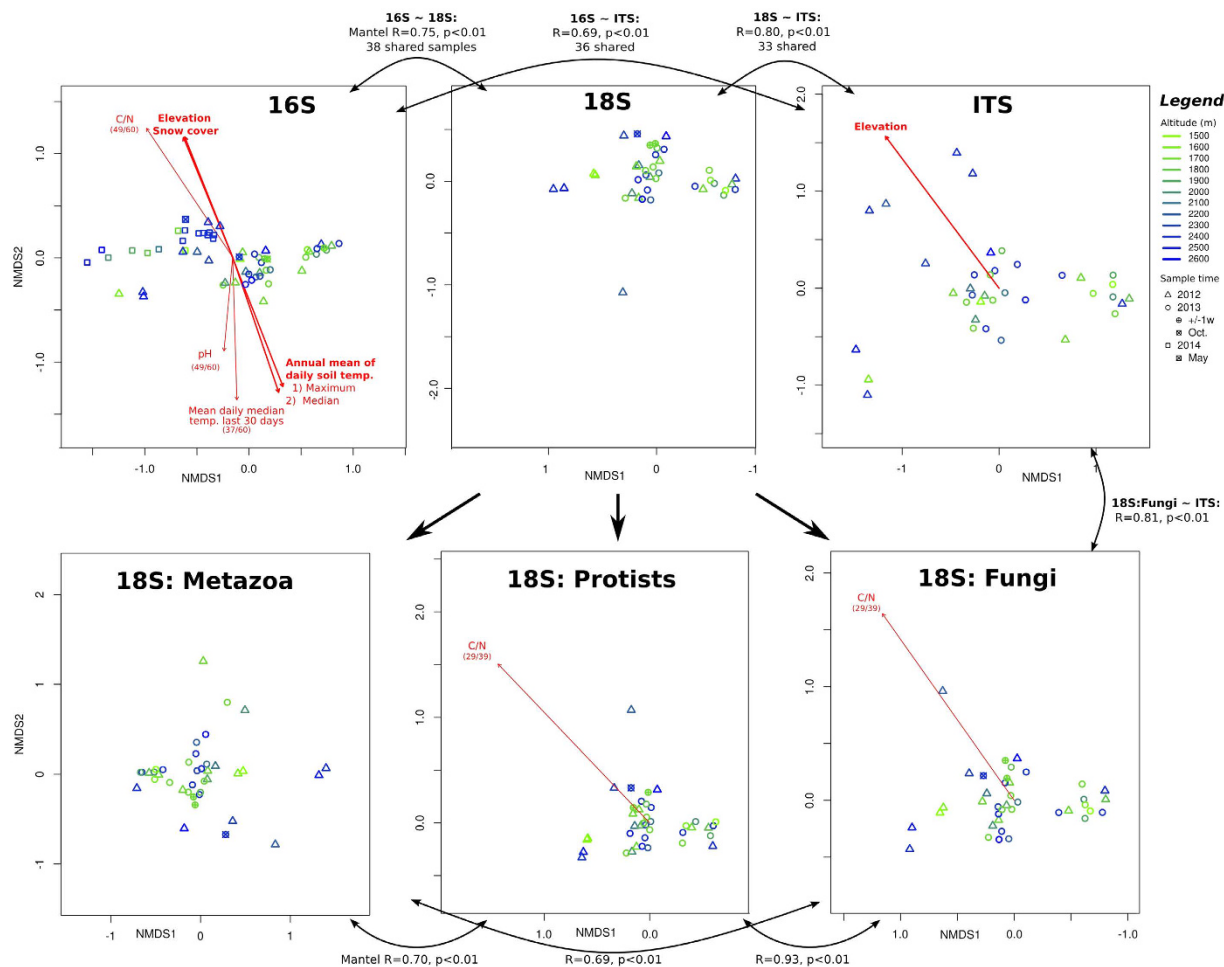 16S ~ 18S:
Mantel R=0.75, p<0.01
38 shared samples
16S ~ ITS:
R=0.69, p<0.01
36 shared
18S ~ ITS:
R=0.80, p<0.01
33 shared
16S
C/N
(49/60)
Elevation
Snow cover
pH
(49/60)
Annual mean of
daily soil temp.
1) Maximum
2) Median
Mean daily median
temp. last 30 days
(37/60)
1.0
0.0
-1.0
NMDS2
-1.0
0.0
1.0
NMDS1
18S
0.0
-1.0
-2.0
1
0
-1
NMDS1
ITS
Elevation
2.0
1.0
0.0
-1.0
-1
0
1
NMDS1
Legend
Altitude (m)
1500
1600
1700
1800
1900
2000
2100
2200
2300
2400
2500
2600
Sample time
2012
2013
+/-1w
Oct.
2014
May
18S:Fungi ~ ITS:
R=0.81, p<0.01
18S: Metazoa
2
1
0
-1
NMDS2
-1
0
1
NMDS1
18S: Protists
C/N
(29/39)
2.0
1.0
0.0
1.0
0.0
NMDS1
18S: Fungi
C/N
(29/39)
2.0
1.0
0.0
1.0
0.0
-1.0
NMDS1
Mantel R=0.70, p<0.01
R=0.69, p<0.01
R=0.93, p<0.01